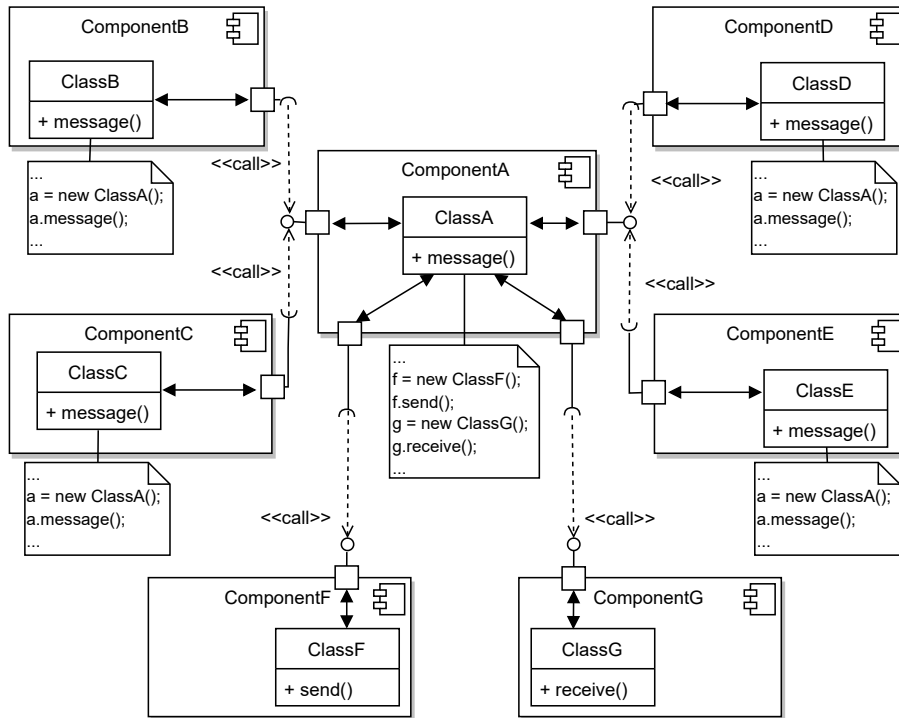 ComponentB
ClassB
+ message()
...
a = new ClassA();
a.message();
...
<<call>>
ComponentD
ClassD
+ message()
...
a = new ClassA();
a.message();
...
<<call>>
ComponentA
ClassA
+ message()
...
f = new ClassF();
f.send();
g = new ClassG();
g.receive();
...
<<call>>
ComponentC
ClassC
+ message()
...
a = new ClassA();
a.message();
...
<<call>>
ComponentE
ClassE
+ message()
...
a = new ClassA();
a.message();
...
<<call>>
ComponentF
ClassF
+ send()
<<call>>
ComponentG
ClassG
+ receive()